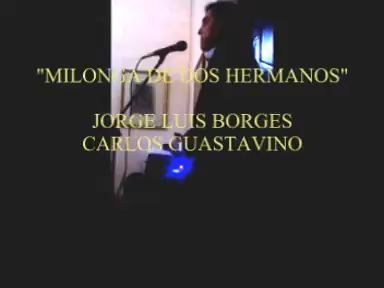 "MILONGA DE DOS HERMANOS"
JORGE LUIS BORGES
CARLOS GUASTAVINO